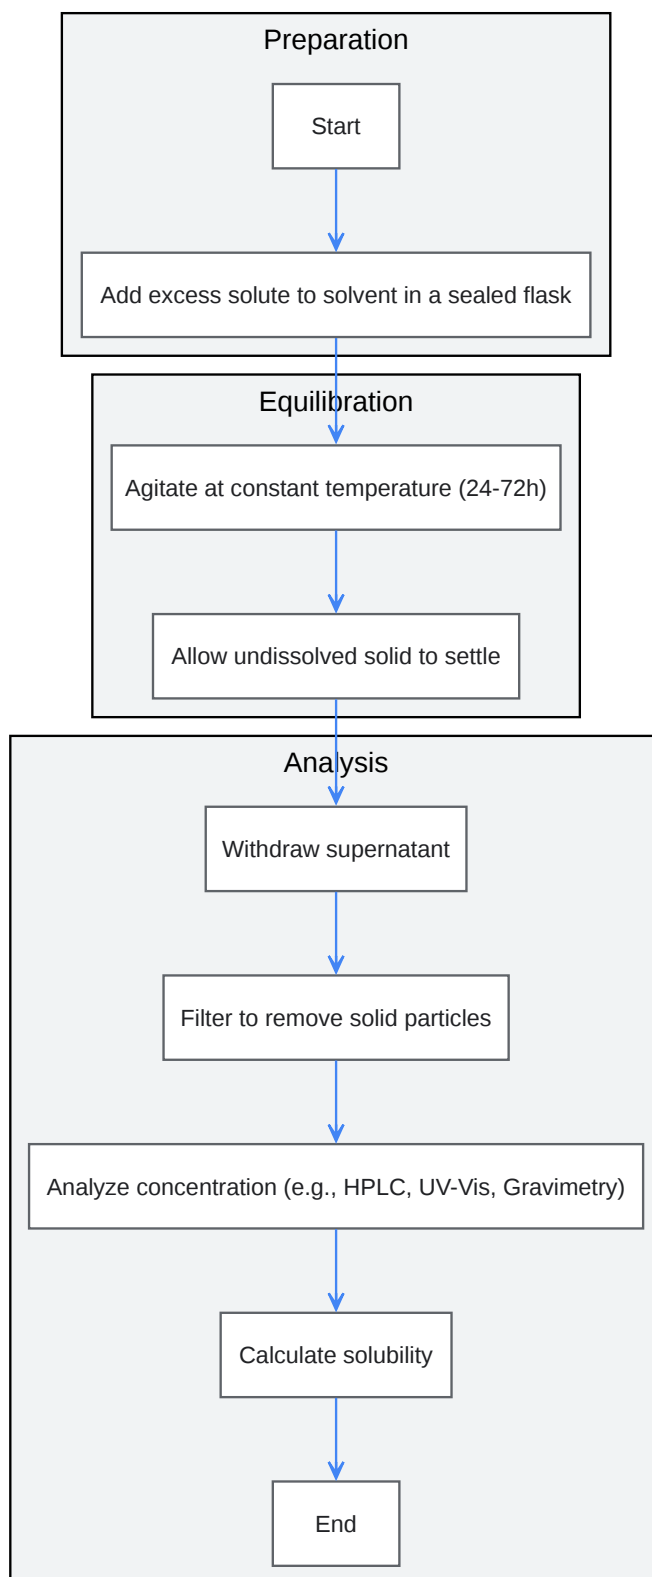 Preparation
Start
Add excess solute to solvent in a sealed flask
Equilibration
Agitate at constant temperature (24-72h)
Allow undissolved solid to settle
Analysis
Withdraw supernatant
Filter to remove solid particles
Analyze concentration (e.g., HPLC, UV-Vis, Gravimetry)
Calculate solubility
End